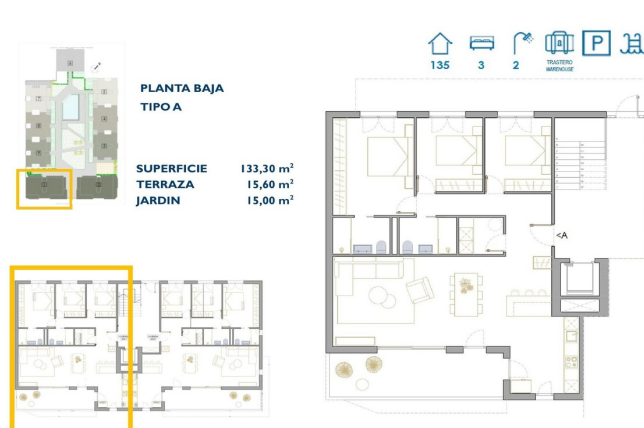 135
3
2
TRASTERO
WAREHOUSE
P
PLANTA BAJA
TIPO A
SUPERFICIE 133,30 m²
TERRAZA 15,60 m²
JARDIN 15,00 m²
<A